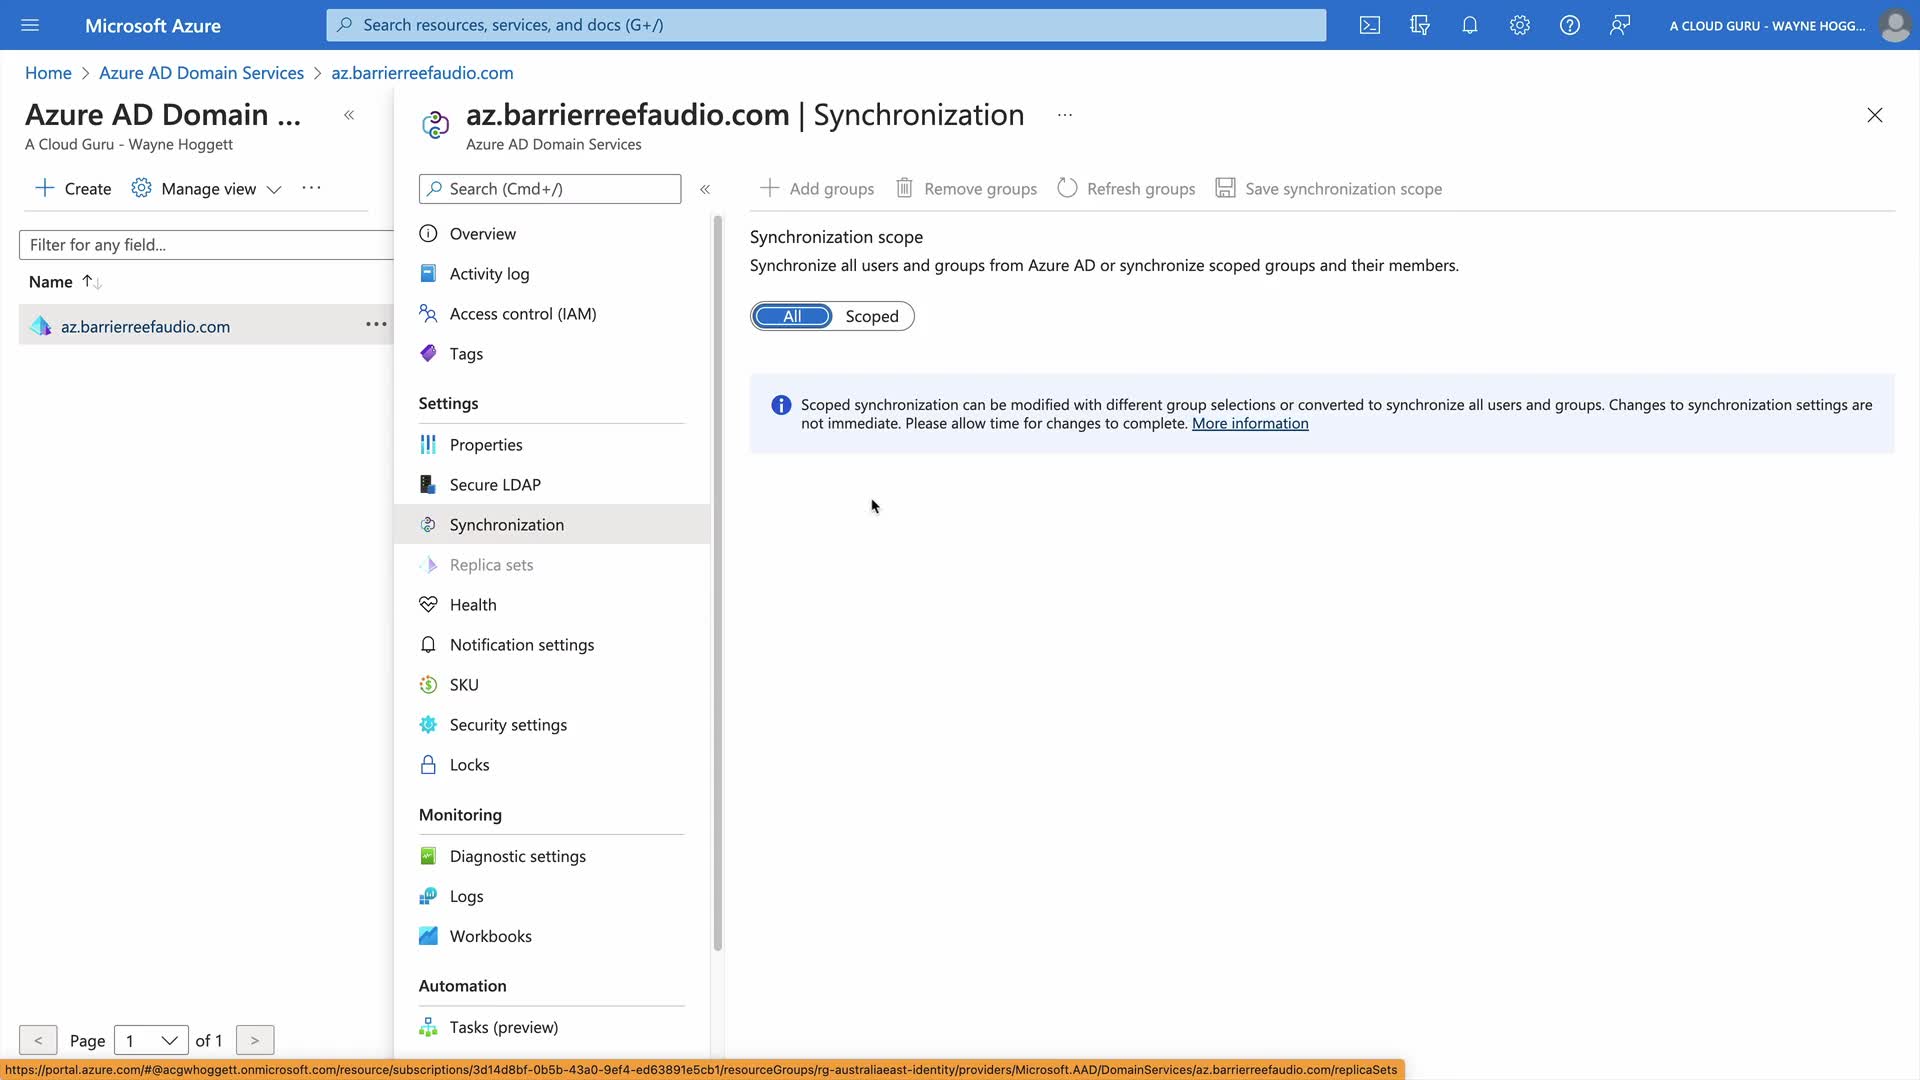 Microsoft Azure
Search resources, services, and docs (G+/)
A CLOUD GURU - WAYNE HOGG...
Home > Azure AD Domain Services > az.barrierreefaudio.com
Azure AD Domain ...
«
A Cloud Guru - Wayne Hoggett
Create
Manage view
...
Filter for any field...
Name ↑↓
az.barrierreefaudio.com
...
< Page 1 of 1 >
az.barrierreefaudio.com | Synchronization
...
Azure AD Domain Services
Search (Cmd+/)
«
Overview
Activity log
Access control (IAM)
Tags
Settings
Properties
Secure LDAP
Synchronization
Replica sets
Health
Notification settings
SKU
Security settings
Locks
Monitoring
Diagnostic settings
Logs
Workbooks
Automation
Tasks (preview)
Add groups
Remove groups
Refresh groups
Save synchronization scope
Synchronization scope
Synchronize all users and groups from Azure AD or synchronize scoped groups and their members.
All
Scoped
Scoped synchronization can be modified with different group selections or converted to synchronize all users and groups. Changes to synchronization settings are
not immediate. Please allow time for changes to complete. More information
https://portal.azure.com/#@acgwhoggett.onmicrosoft.com/resource/subscriptions/3d14d8bf-0b5b-43a0-9ef4-ed63891e5cb1/resourceGroups/rg-australiaeast-identity/providers/Microsoft.AAD/DomainServices/az.barrierreefaudio.com/replicaSets